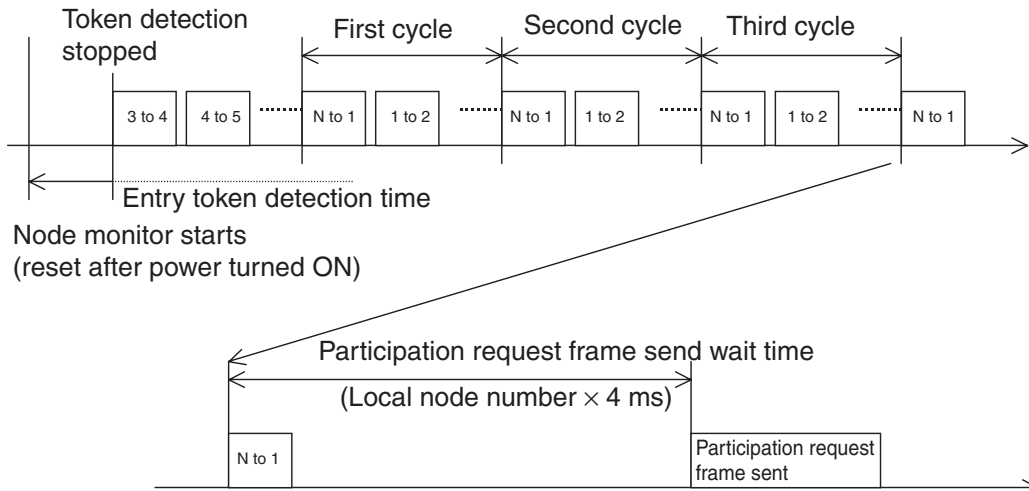 Token detection
stopped
First cycle
Second cycle
Third cycle
3 to 4
4 to 5
N to 1
1 to 2
N to 1
1 to 2
N to 1
1 to 2
N to 1
Entry token detection time
Node monitor starts
(reset after power turned ON)
Participation request frame send wait time
(Local node number × 4 ms)
N to 1
Participation request
frame sent